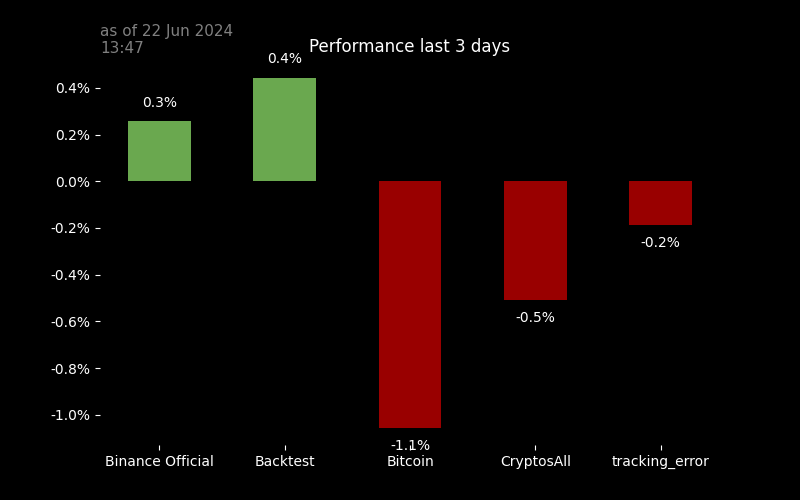 as of 22 Jun 2024
13:47
Performance last 3 days
0.4%
0.2%
0.0%
-0.2%
-0.4%
-0.6%
-0.8%
-1.0%
0.3%
0.4%
-1.1%
-0.5%
-0.2%
Binance Official
Backtest
Bitcoin
CryptosAll
tracking_error